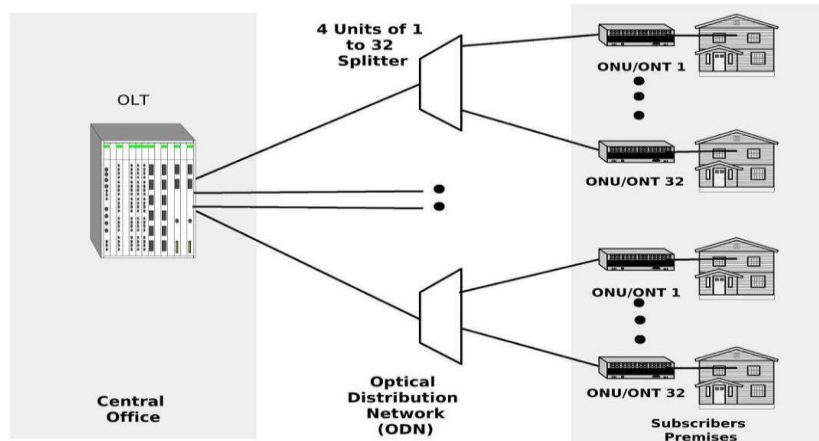 4 Units of 1
to 32
Splitter
OLT
ONU/ONT 1
ONU/ONT 32
ONU/ONT 1
ONU/ONT 32
Central
Office
Optical
Distribution
Network
(ODN)
Subscribers
Premises